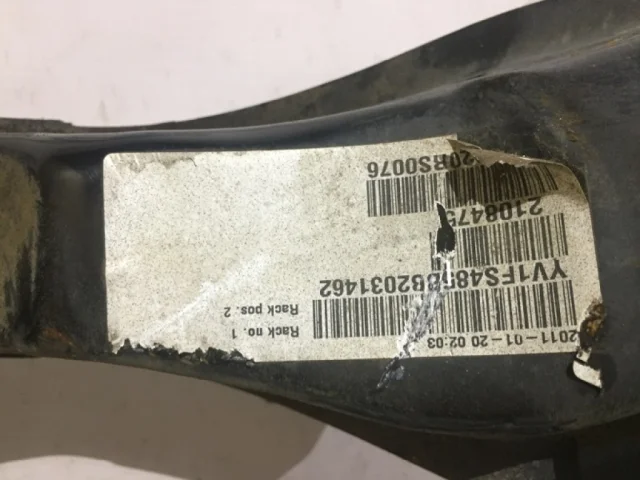 2011-01-20 02:03
Rack no. 1
Rack pos. 2
2108475
20RS0076